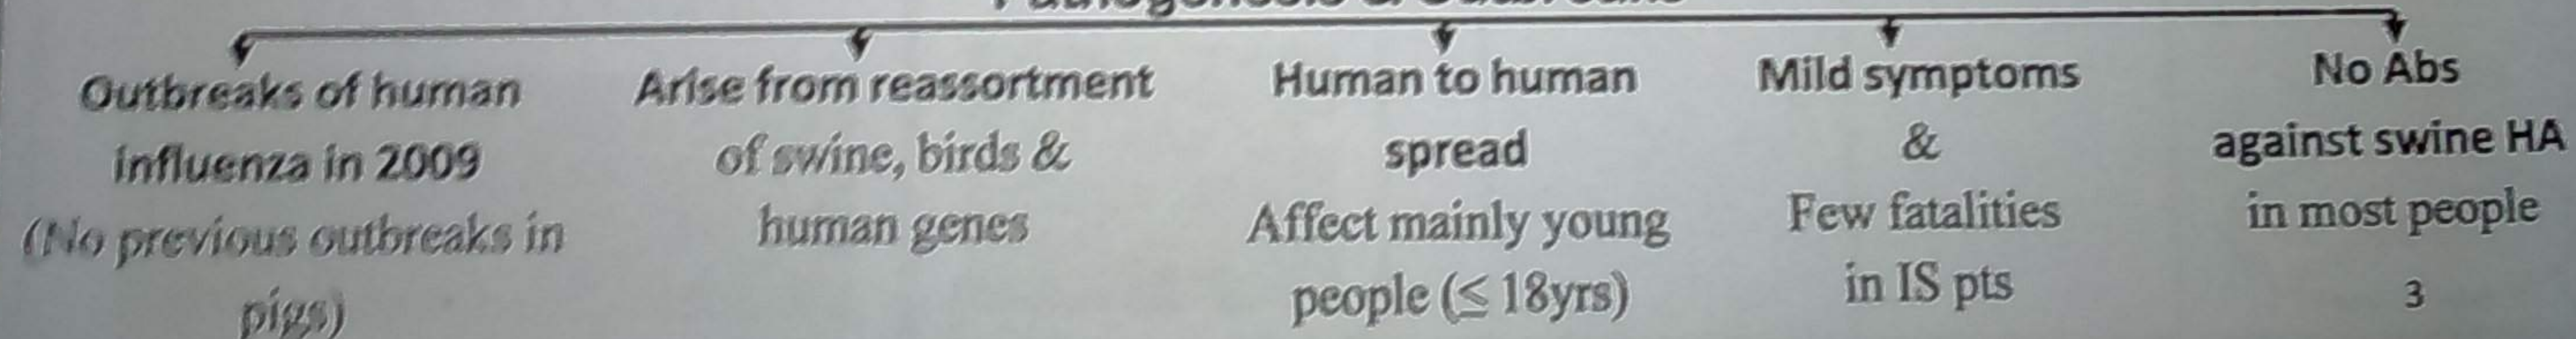 Outbreaks of human
influenza in 2009
(No previous outbreaks in
pigs)
Arise from reassortment
of swine, birds &
human genes
Human to human
spread
Affect mainly young
people (≤ 18yrs)
Mild symptoms
&
Few fatalities
in IS pts
No Abs
against swine HA
in most people
3